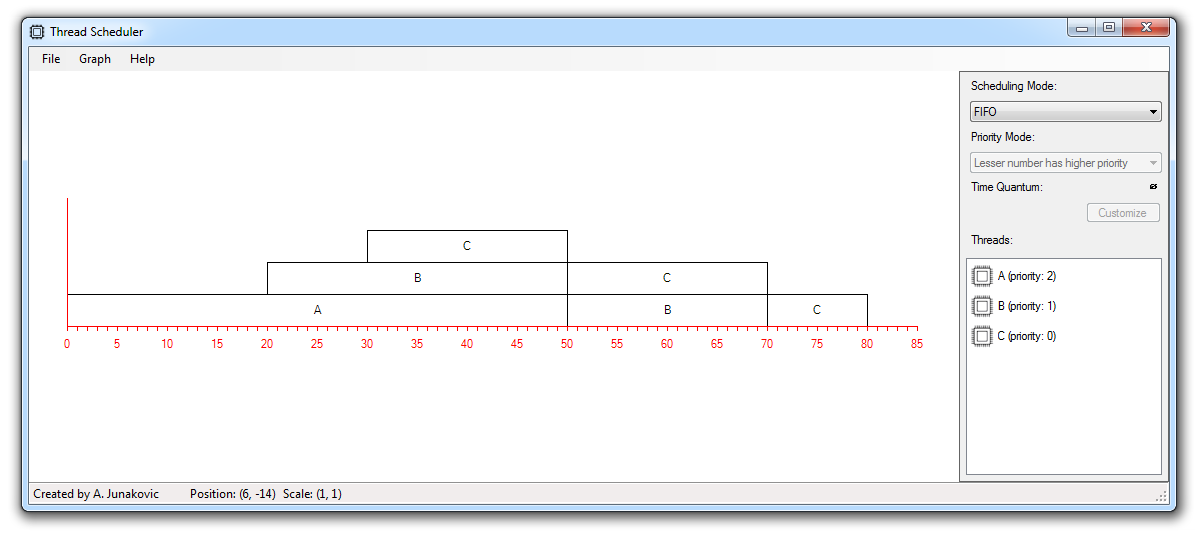 Thread Scheduler
File Graph Help
Scheduling Mode:
FIFO
Priority Mode:
Lesser number has higher priority
Time Quantum:
Customize
Threads:
A (priority: 2)
B (priority: 1)
C (priority: 0)
C
B C
A B C
0 5 10 15 20 25 30 35 40 45 50 55 60 65 70 75 80 85
Created by A. Junakovic Position: (6, -14) Scale: (1, 1)